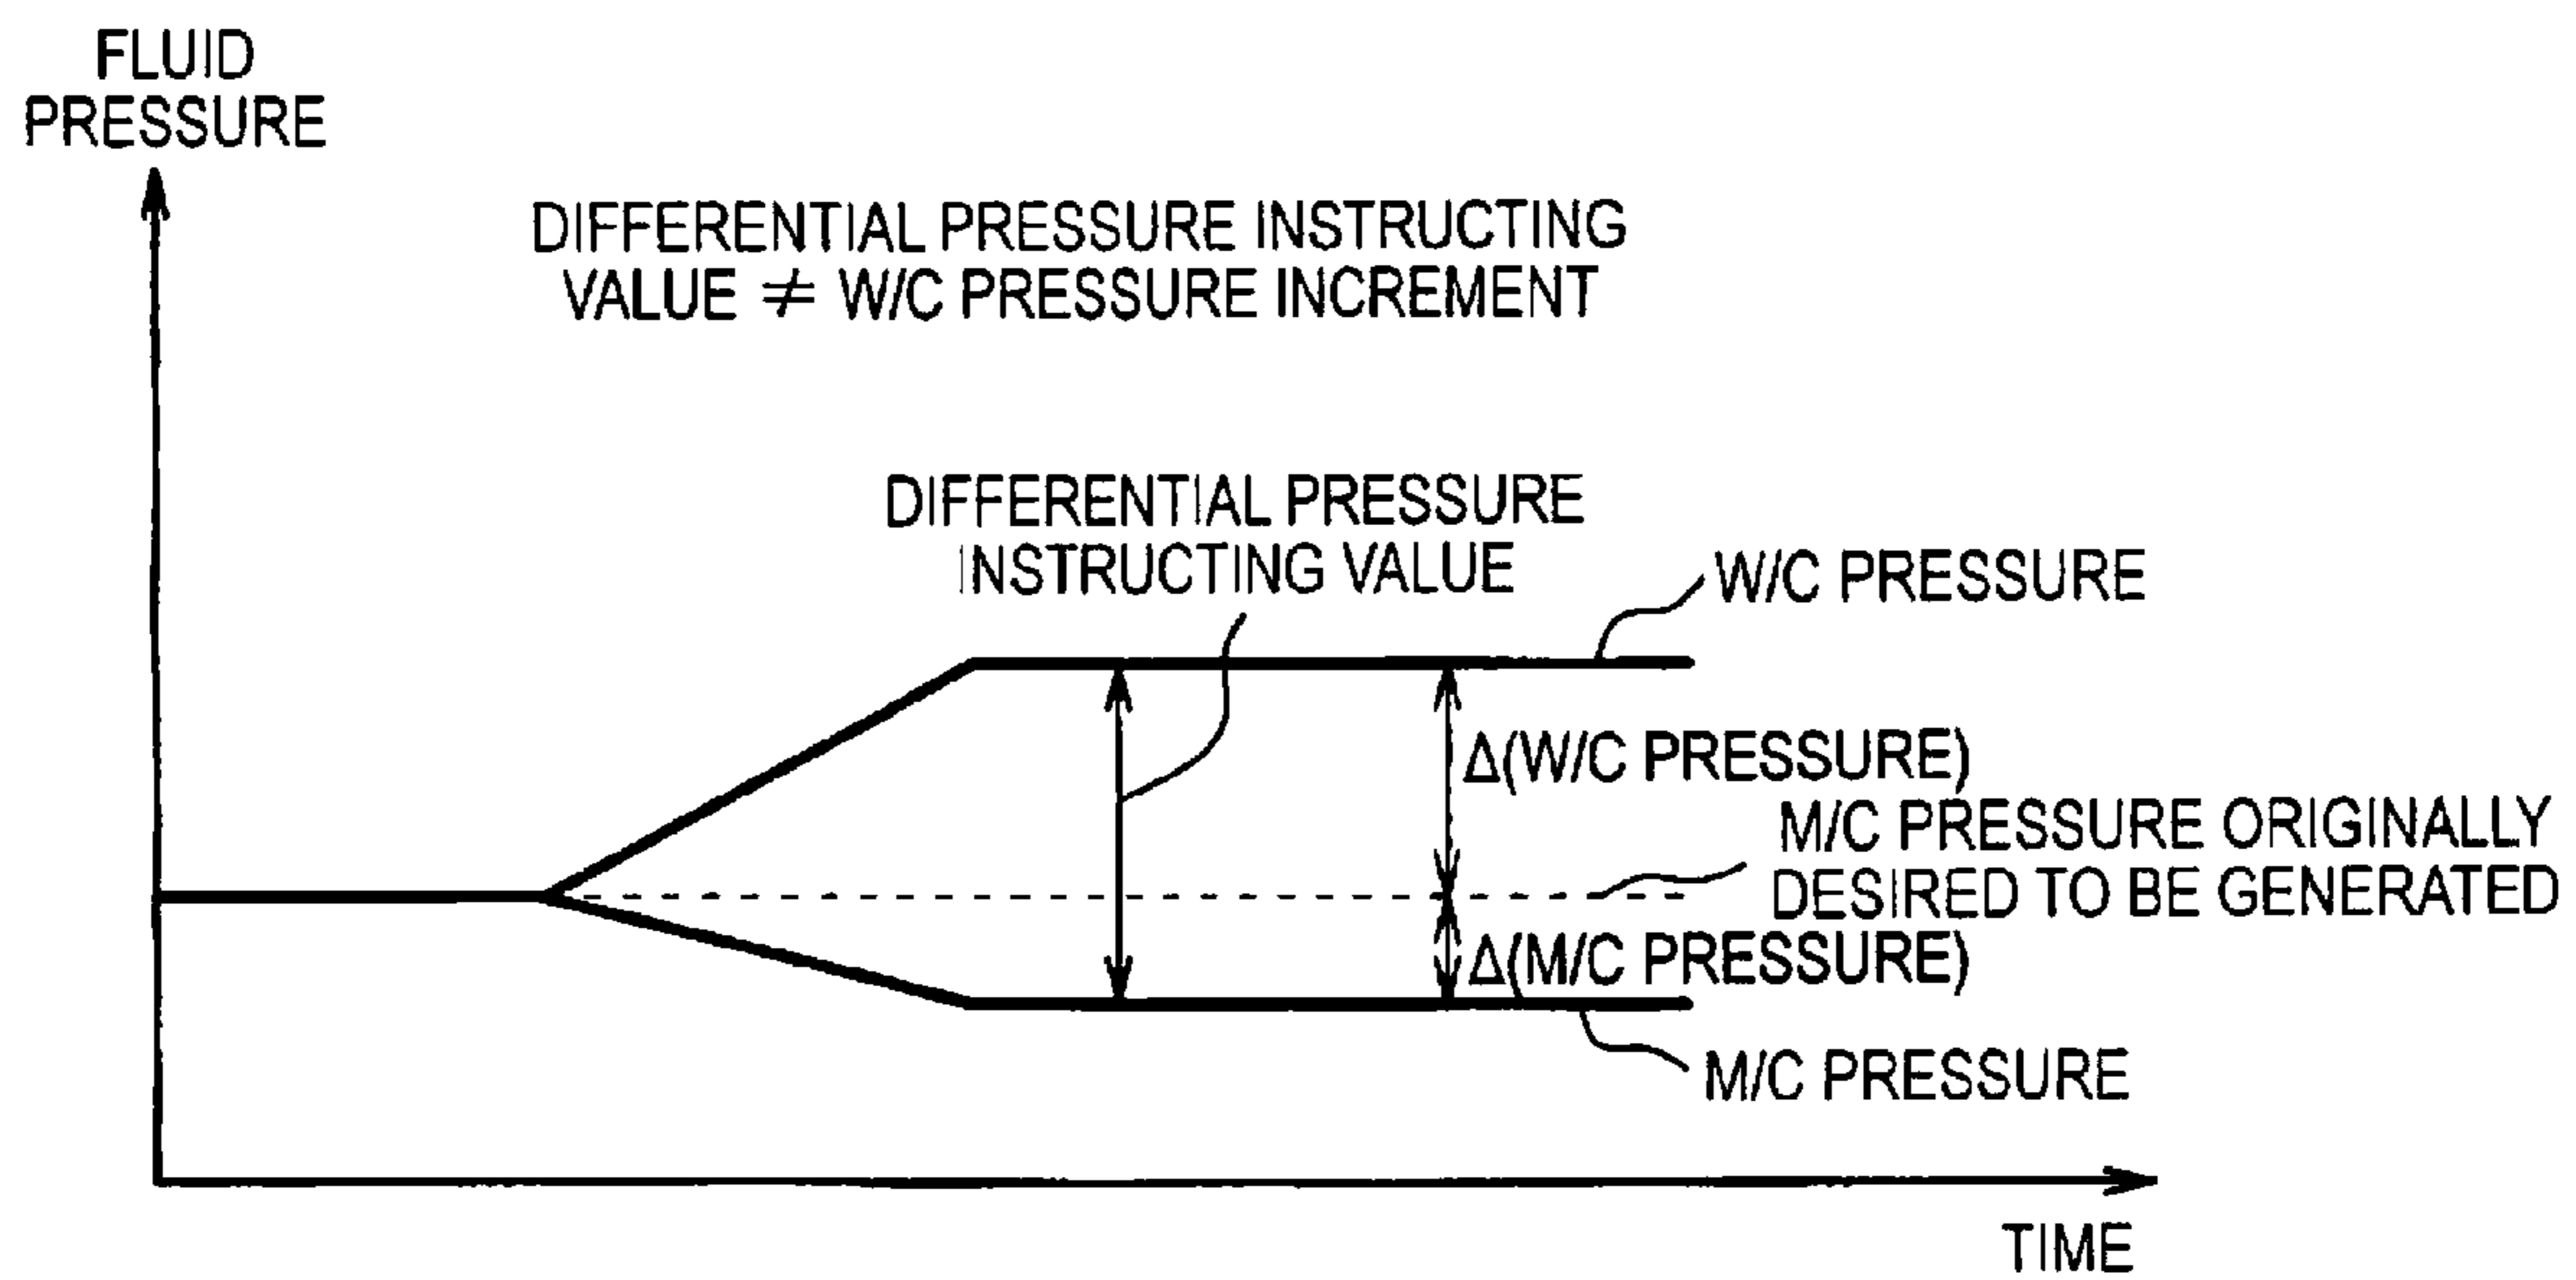 FLUID
PRESSURE
DIFFERENTIAL PRESSURE INSTRUCTING
VALUE ≠ W/C PRESSURE INCREMENT
DIFFERENTIAL PRESSURE
INSTRUCTING VALUE
W/C PRESSURE
Δ(W/C PRESSURE)
M/C PRESSURE ORIGINALLY
DESIRED TO BE GENERATED
Δ(M/C PRESSURE)
M/C PRESSURE
TIME